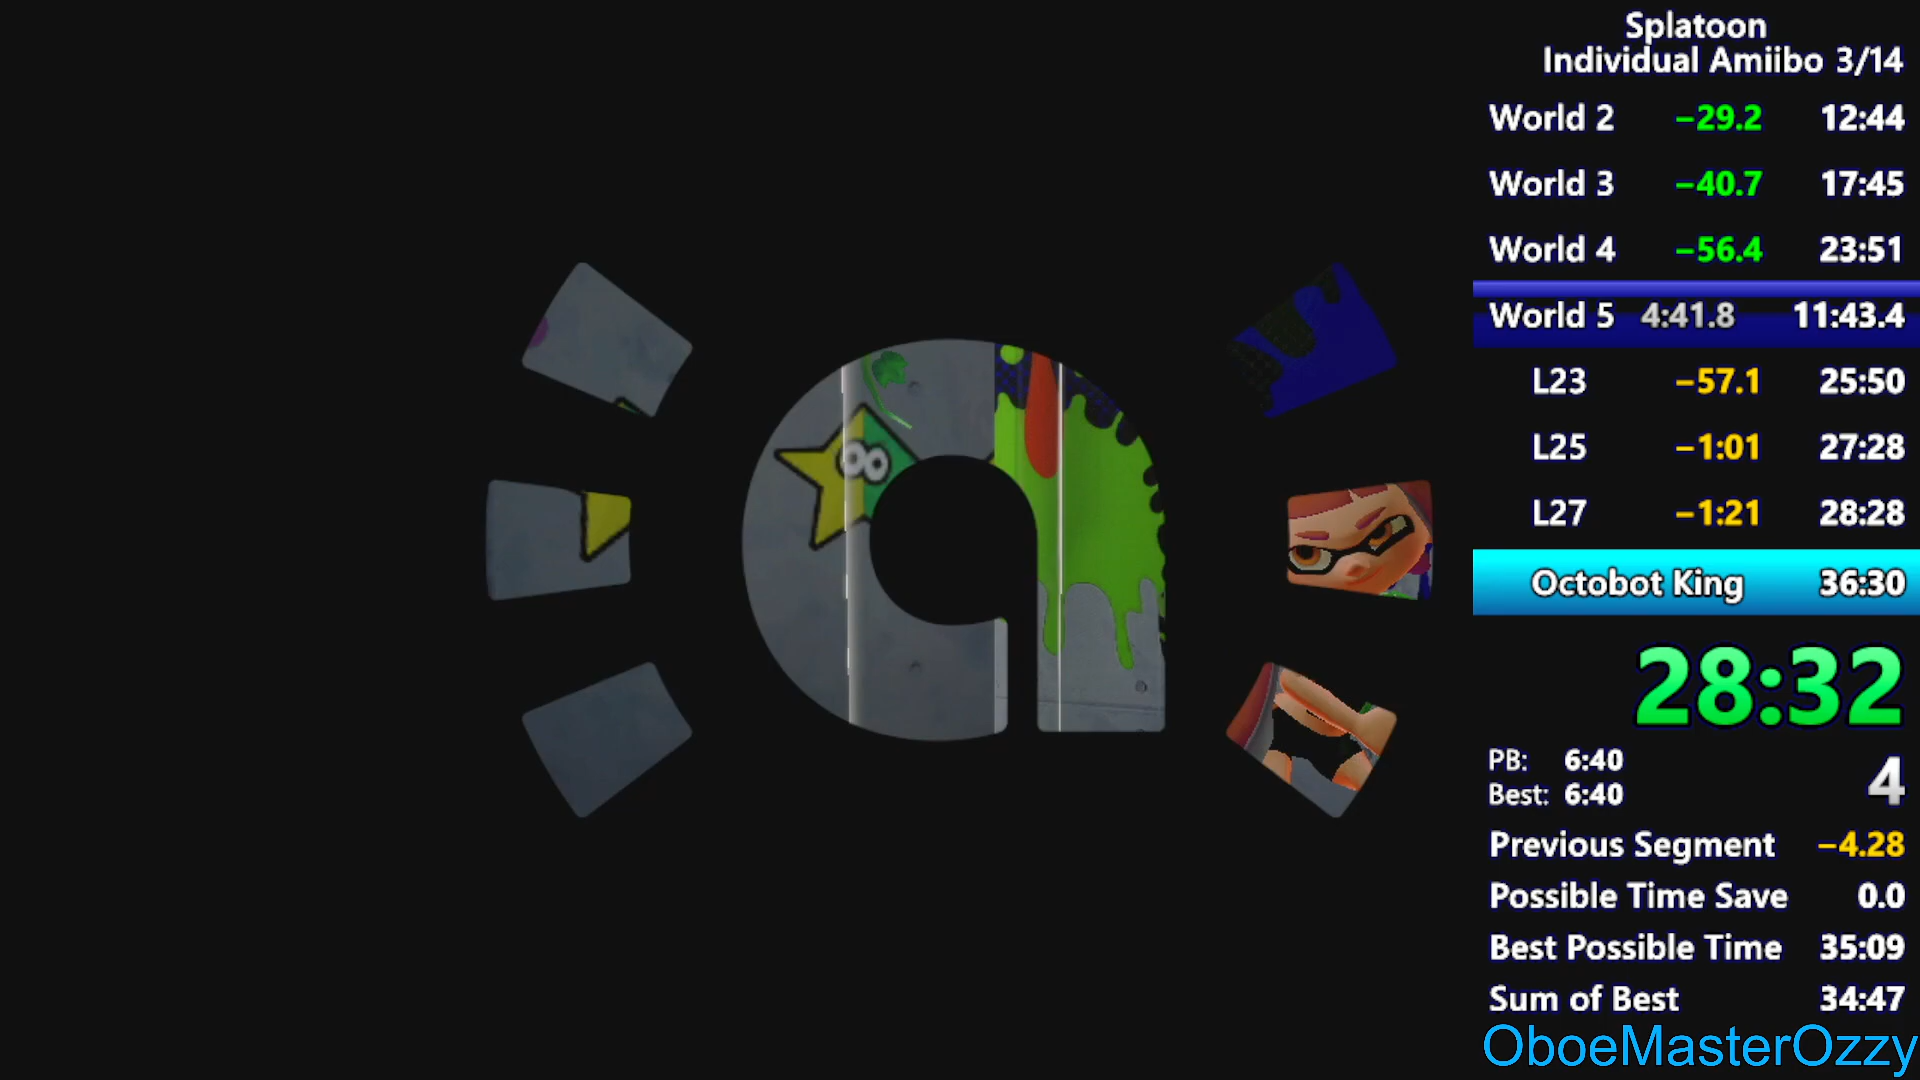 Splatoon
Individual Amiibo 3/14
World 2 −29.2 12:44
World 3 −40.7 17:45
World 4 −56.4 23:51
World 5 4:41.8 11:43.4
L23 −57.1 25:50
L25 −1:01 27:28
L27 −1:21 28:28
Octobot King 36:30
28:32
PB: 6:40
4
Best: 6:40
Previous Segment −4.28
Possible Time Save 0.0
Best Possible Time 35:09
Sum of Best 34:47
OboeMasterOzzy